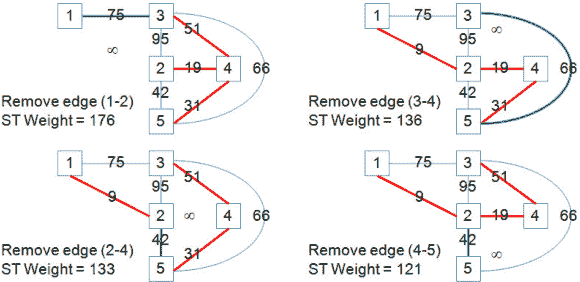 1 75 3
∞ 51
95
2 19 4 66
42
31
5
Remove edge (1-2)
ST Weight = 176
1 75 3
∞
95
9
2 19 4 66
42
31
5
Remove edge (3-4)
ST Weight = 136
1 75 3
51
95
9
2 ∞ 4 66
42
31
5
Remove edge (2-4)
ST Weight = 133
1 75 3
51
95
9
2 19 4 66
42
∞
5
Remove edge (4-5)
ST Weight = 121